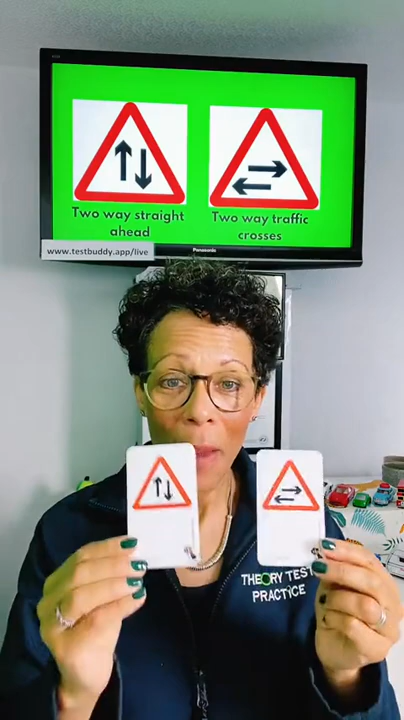 Two way straight
ahead
Two way traffic
crosses
www.testbuddy.app/live
Panasonic
THEORY TEST
PRACTICE